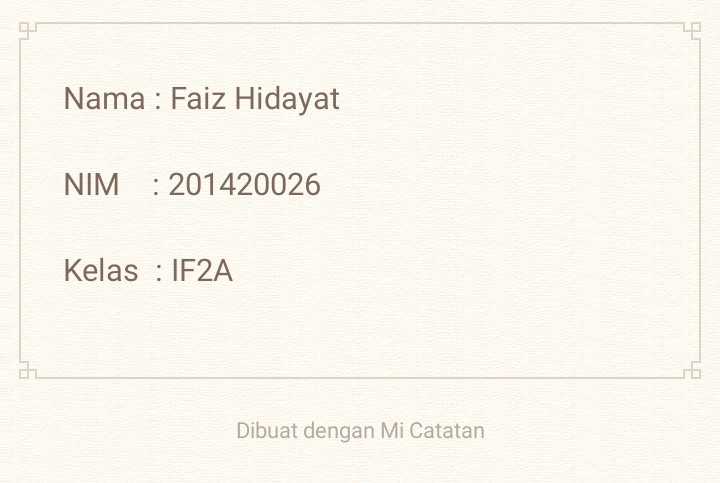 Nama : Faiz Hidayat
NIM    : 201420026
Kelas  : IF2A
Dibuat dengan Mi Catatan